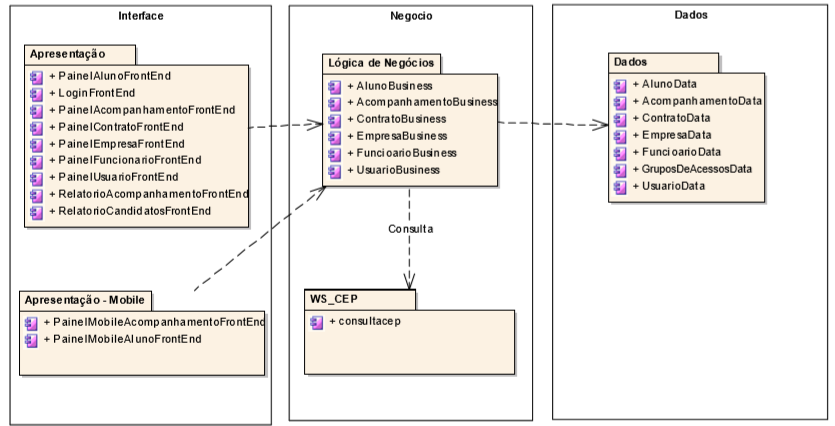 Interface
Apresentação
+ PainelAlunoFrontEnd
+ LoginFrontEnd
+ PainelAcompanhamentoFrontEnd
+ PainelContratoFrontEnd
+ PainelEmpresaFrontEnd
+ PainelFuncionarioFrontEnd
+ PainelUsuarioFrontEnd
+ RelatorioAcompanhamentoFrontEnd
+ RelatorioCandidatosFrontEnd
Apresentação - Mobile
+ PainelMobileAcompanhamentoFrontEnd
+ PainelMobileAlunoFrontEnd
Negocio
Lógica de Negócios
+ AlunoBusiness
+ AcompanhamentoBusiness
+ ContratoBusiness
+ EmpresaBusiness
+ FuncioarioBusiness
+ UsuarioBusiness
Consulta
WS_CEP
+ consultacep
Dados
Dados
+ AlunoData
+ AcompanhamentoData
+ ContratoData
+ EmpresaData
+ FuncioarioData
+ GruposDeAcessosData
+ UsuarioData